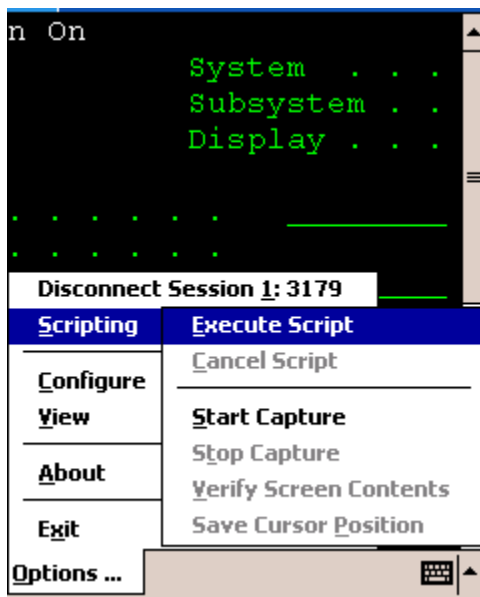 n On
System . . .
Subsystem . .
Display . . .
. . . . . .
. . . . . .
Disconnect Session 1: 3179
Scripting
Execute Script
Cancel Script
Configure
View
Start Capture
Stop Capture
About
Verify Screen Contents
Exit
Save Cursor Position
Options ...